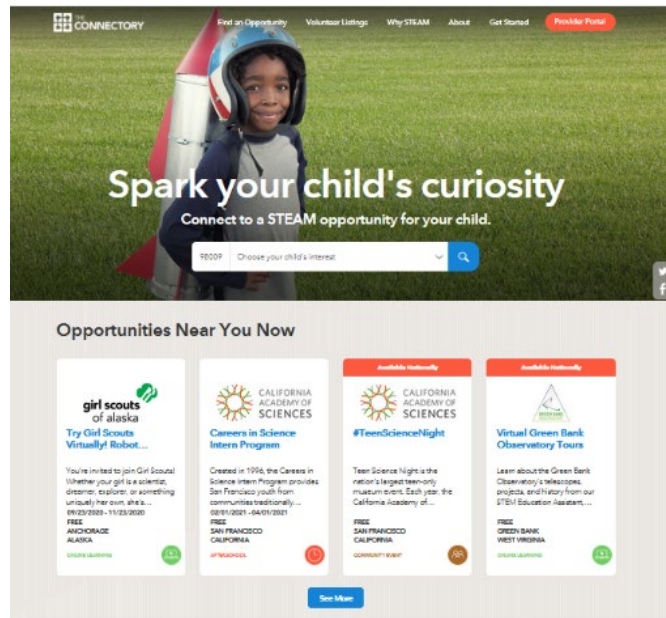 THE
CONNECTORY
Find an Opportunity
Volunteer Listings
Why STEAM
About
Get Started
Provider Portal
Spark your child's curiosity
Connect to a STEAM opportunity for your child.
98009
Choose your child's interest
Opportunities Near You Now
girl scouts
of alaska
Try Girl Scouts
Virtually! Robot...
You're invited to join Girl Scouts!
Whether your girl is a scientist,
dreamer, explorer, or something
uniquely her own, she's...
09/23/2020 - 11/23/2020
FREE
ANCHORAGE
ALASKA
ONLINE LEARNING
CALIFORNIA
ACADEMY OF
SCIENCES
Careers in Science
Intern Program
Created in 1996, the Careers in
Science Intern Program provides
San Francisco youth from
communities traditionally...
02/01/2021 - 04/01/2021
FREE
SAN FRANCISCO
CALIFORNIA
AFTERSCHOOL
Available Nationally
CALIFORNIA
ACADEMY OF
SCIENCES
#TeenScienceNight
Teen Science Night is the
nation's largest teen-only
museum event. Each year, the
California Academy of...
FREE
SAN FRANCISCO
CALIFORNIA
COMMUNITY EVENT
Available Nationally
GREEN BANK
Virtual Green Bank
Observatory Tours
Learn about the Green Bank
Observatory's telescopes,
projects, and history from our
STEM Education Assistant,...
FREE
GREEN BANK
WEST VIRGINIA
ONLINE LEARNING
See More